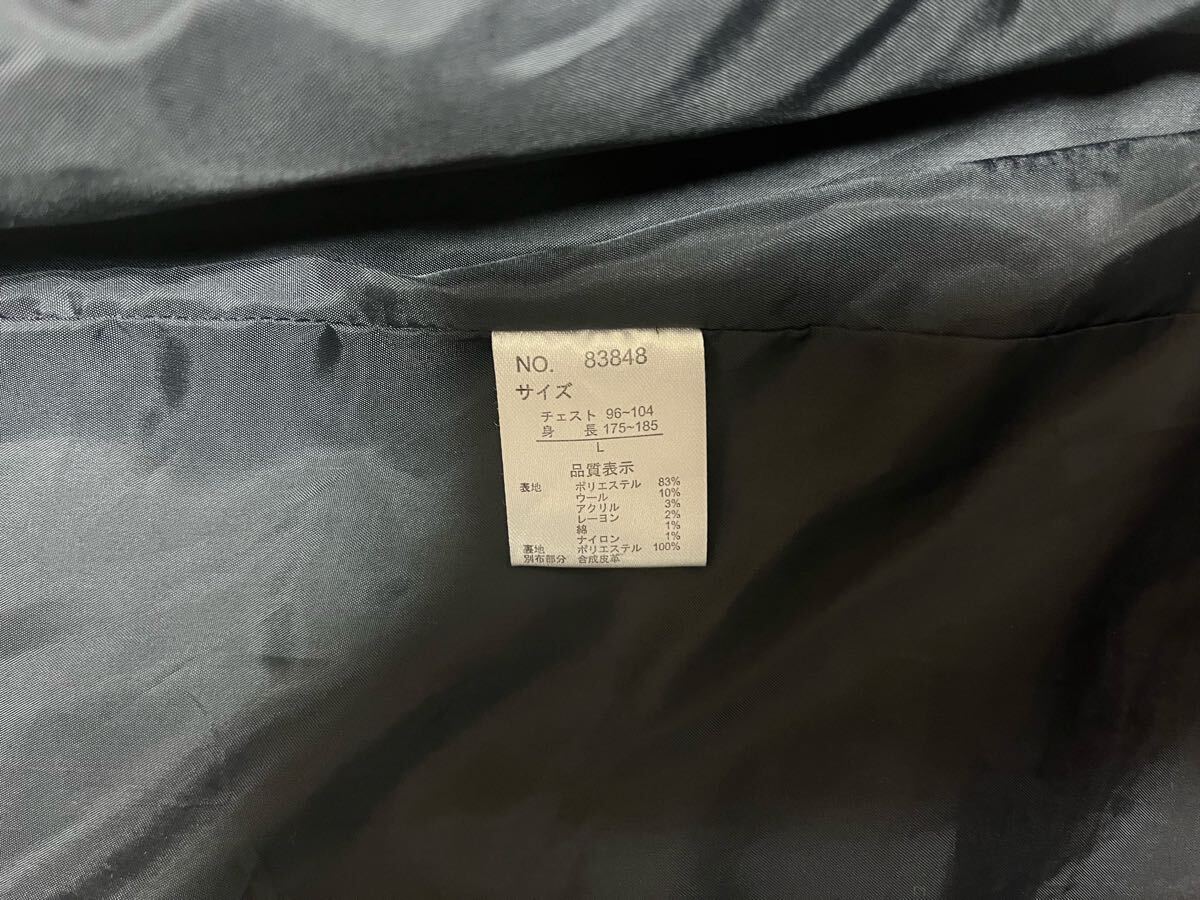 NO. 83848
サイズ
チェスト 96~104
身 長 175~185
L
品質表示
表地 ポリエステル 83%
ウール 10%
アクリル 3%
レーヨン 2%
綿 1%
ナイロン 1%
裏地 ポリエステル 100%
別布部分 合成皮革